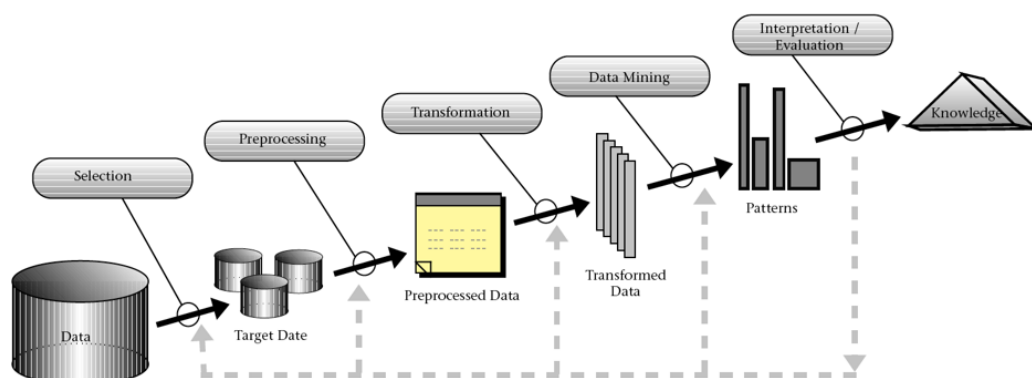 Interpretation /
Evaluation
Data Mining
Transformation
Knowledge
Preprocessing
Selection
Patterns
Transformed
Data
Preprocessed Data
Target Date
Data